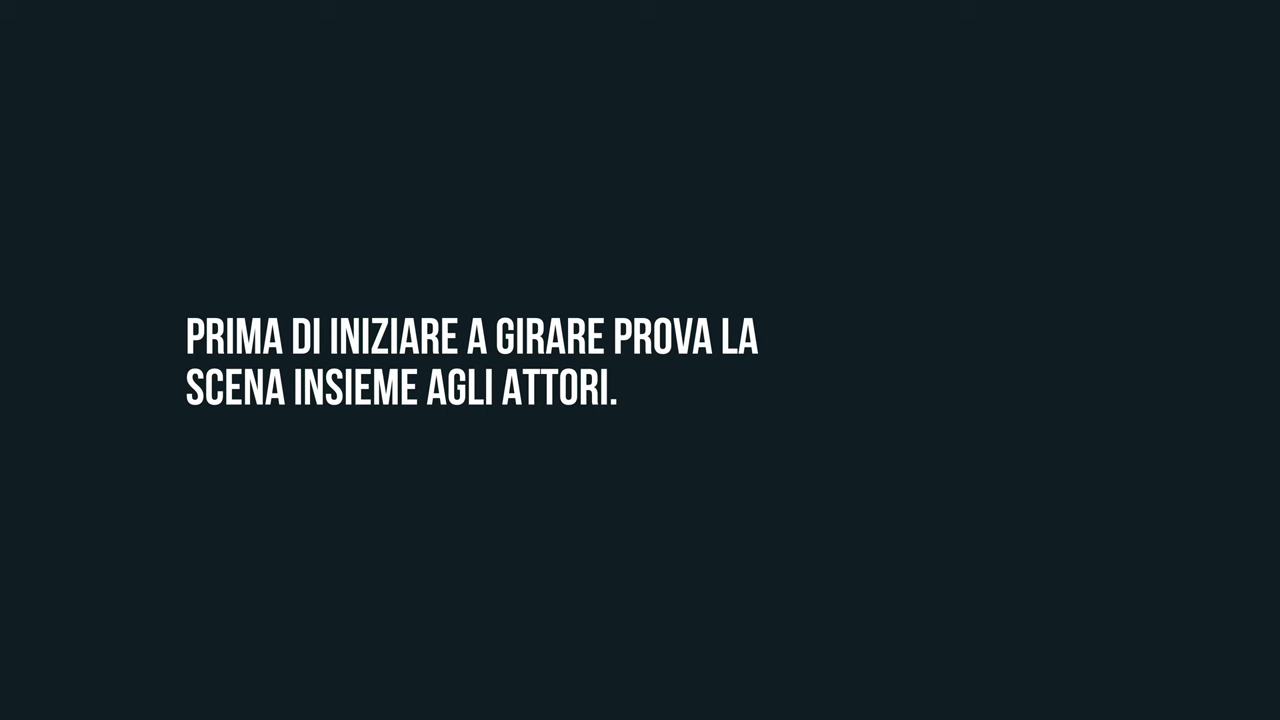 PRIMA DI INIZIARE A GIRARE PROVA LA
SCENA INSIEME AGLI ATTORI.